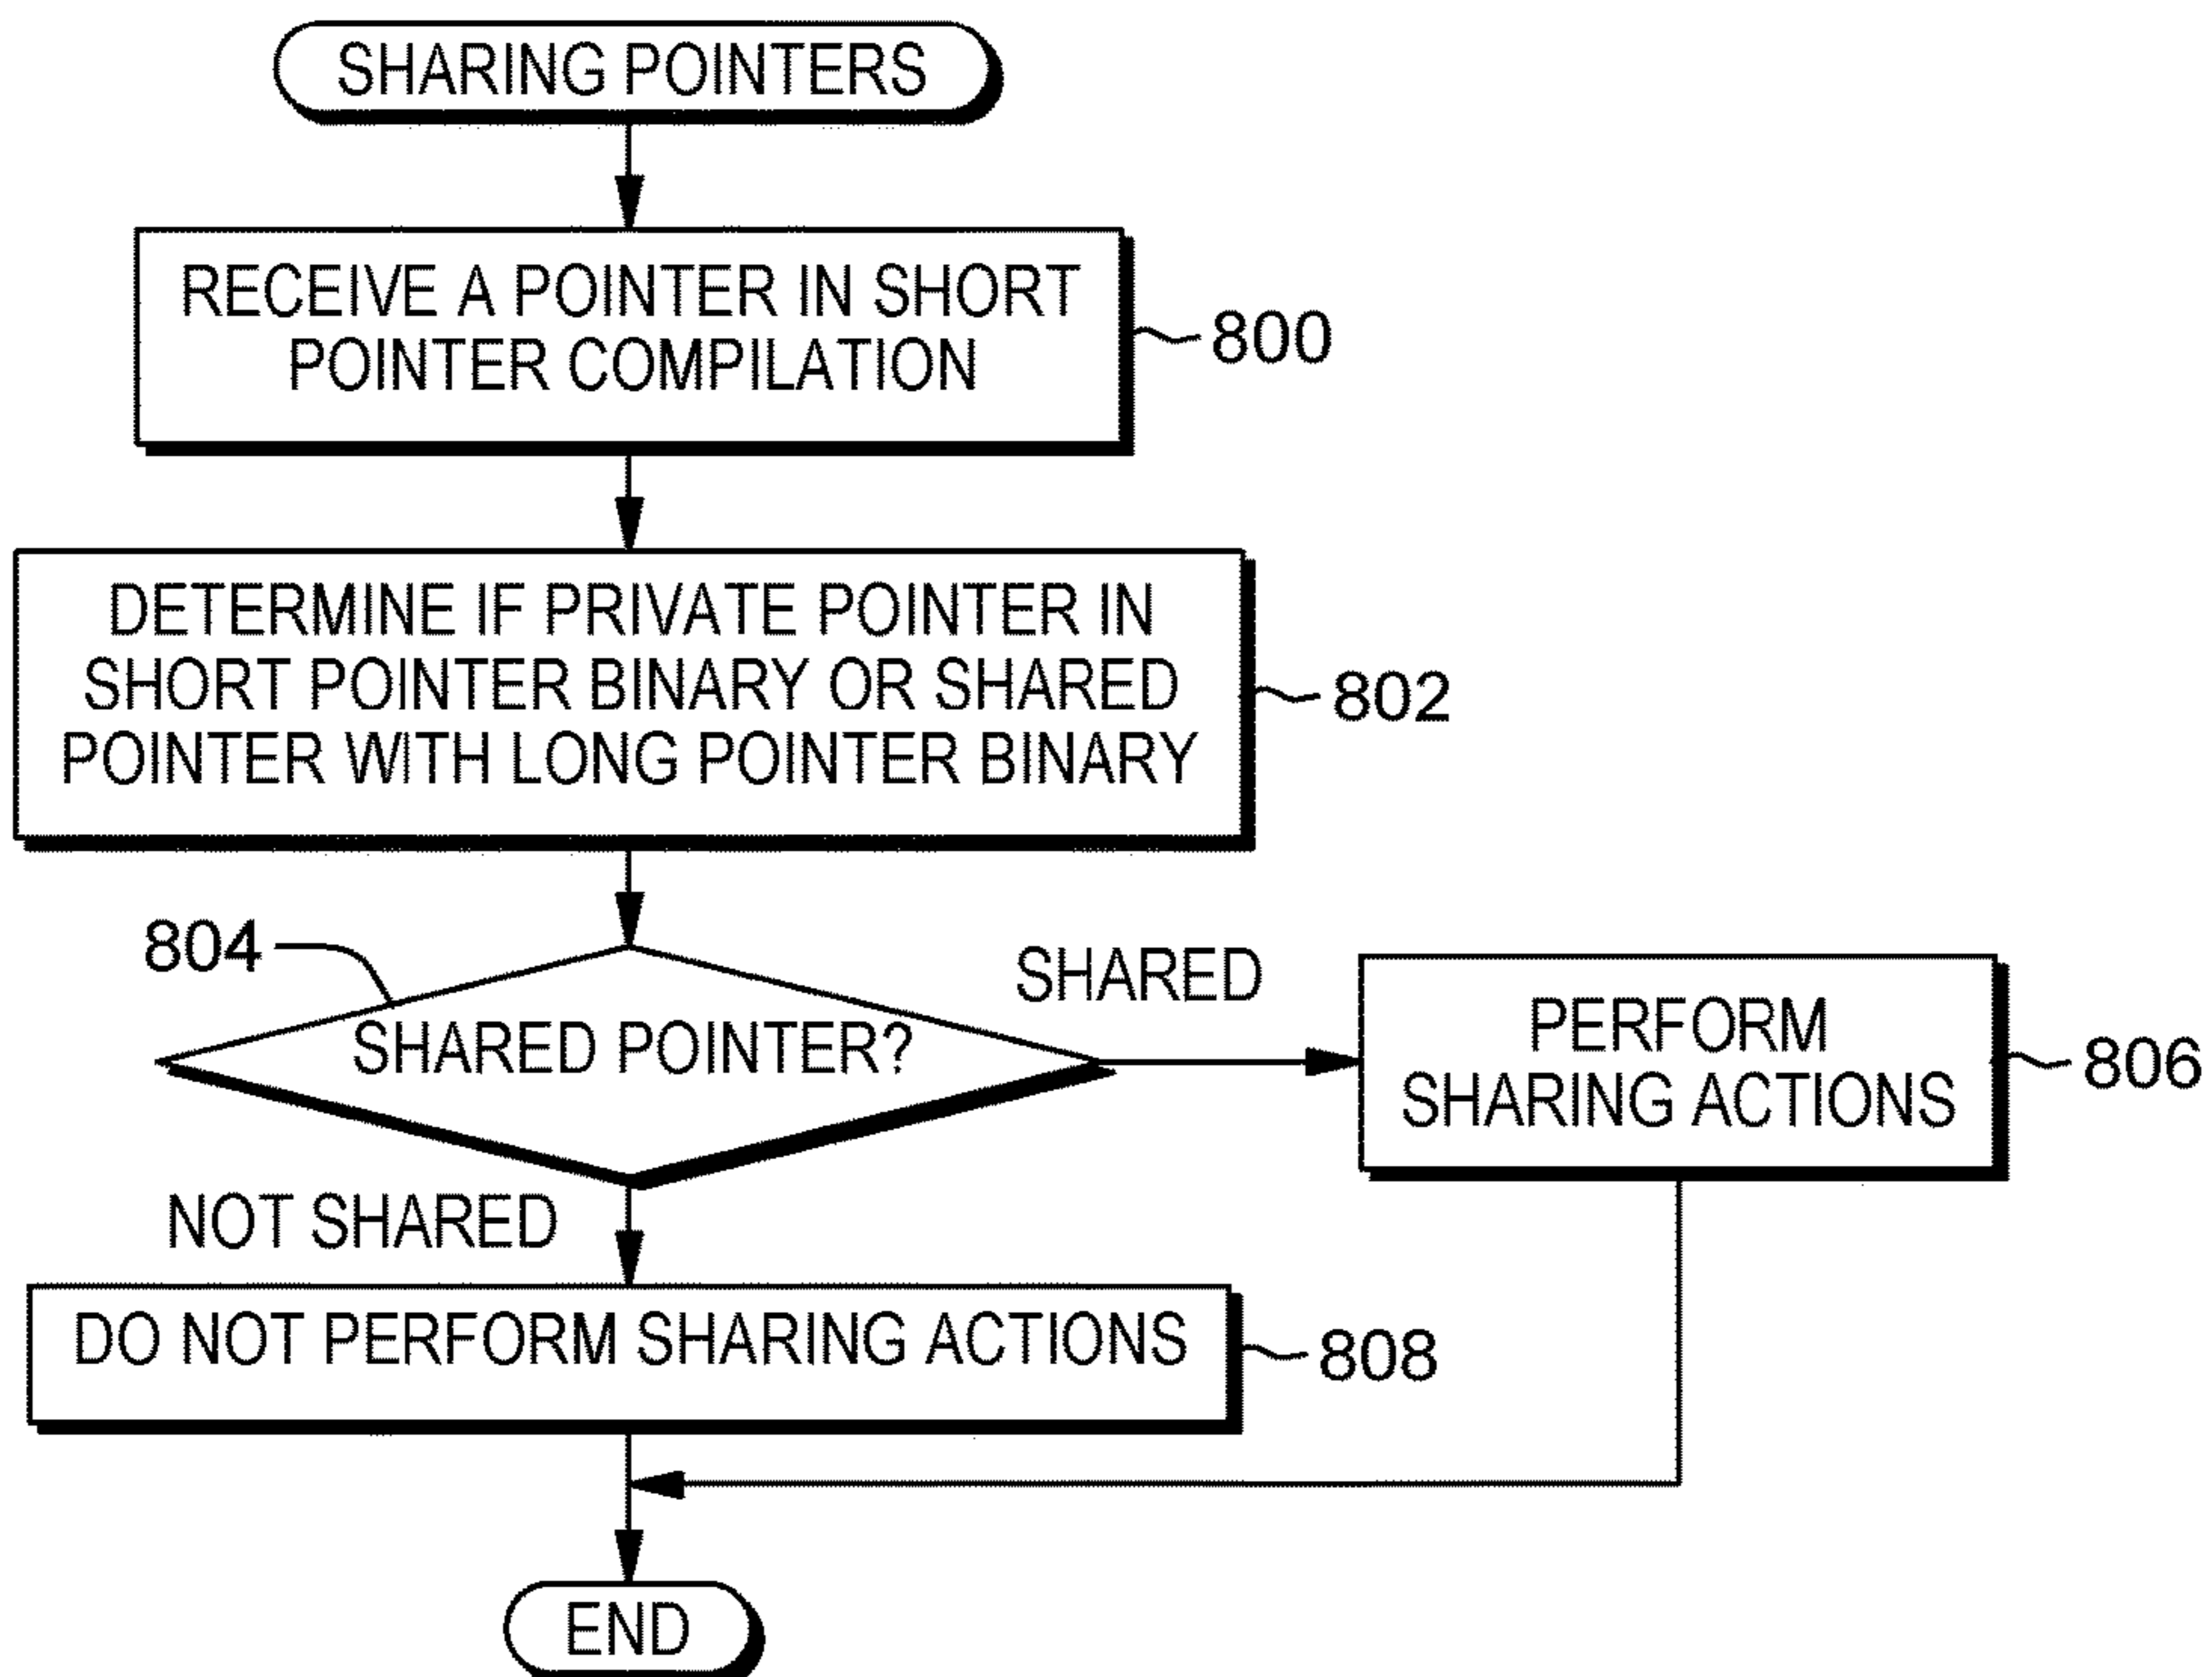 SHARING POINTERS
RECEIVE A POINTER IN SHORT
POINTER COMPILATION
800
DETERMINE IF PRIVATE POINTER IN
SHORT POINTER BINARY OR SHARED
POINTER WITH LONG POINTER BINARY
802
804
SHARED POINTER?
SHARED
PERFORM
SHARING ACTIONS
806
NOT SHARED
DO NOT PERFORM SHARING ACTIONS
808
END